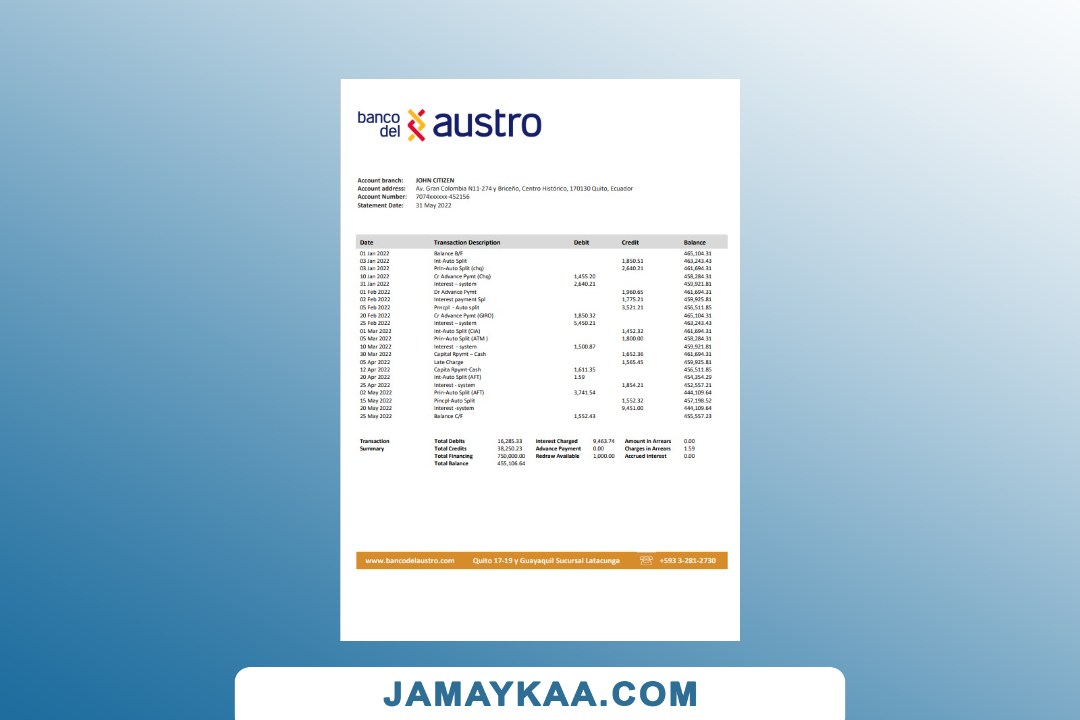 banco del austro
Account branch: JOHN CITIZEN
Account address: Av. Gran Colombia N11-274 y Briceño, Centro Histórico, 170130 Quito, Ecuador
Account Number: 7074xxxxxx-452156
Statement Date: 31 May 2022
Date Transaction Description Debit Credit Balance
01 Jan 2022 Balance B/F 465,104.31
03 Jan 2022 Int-Auto Split 1,850.51 463,243.43
03 Jan 2022 Prin-Auto Split (chq) 2,640.21 461,694.31
10 Jan 2022 Cr Advance Pymt (Chq) 1,455.20 458,284.31
31 Jan 2022 Interest – system 2,640.21 459,921.81
01 Feb 2022 Dr Advance Pymt 1,960.65 461,694.31
02 Feb 2022 Interest payment Spl 1,775.21 459,925.81
05 Feb 2022 Prncpl - Auto split 3,521.21 456,511.85
20 Feb 2022 Cr Advance Pymt (GIRO) 1,850.32 465,104.31
25 Feb 2022 Interest – system 5,450.21 463,243.43
01 Mar 2022 Int-Auto Split (CIA) 1,452.32 461,694.31
05 Mar 2022 Prin-Auto Split (ATM ) 1,800.00 458,284.31
10 Mar 2022 Interest - system 1,500.87 459,921.81
30 Mar 2022 Capital Rpymt – Cash 1,652.36 461,694.31
05 Apr 2022 Late Charge 1,565.45 459,925.81
12 Apr 2022 Capita Rpymt-Cash 1,611.35 456,511.85
20 Apr 2022 Int-Auto Split (AFT) 1.59 454,354.29
25 Apr 2022 Interest - system 1,854.21 452,557.21
02 May 2022 Prin-Auto Split (AFT) 3,741.54 444,109.64
15 May 2022 Pincpl-Auto Split 1,552.32 457,198.52
20 May 2022 Interest -system 9,451.00 444,109.64
25 May 2022 Balance C/F 1,552.43 455,557.23
Transaction Total Debits 16,285.33 Interest Charged 9,463.74 Amount in Arrears 0.00
Summary Total Credits 38,250.23 Advance Payment 0.00 Charges in Arrears 1.59
Total Financing 750,000.00 Redraw Available 1,000.00 Accrued Interest 0.00
Total Balance 455,106.64
www.bancodelaustro.com Quito 17-19 y Guayaquil Sucursal Latacunga +593 3-281-2730
JAMAYKAA.COM